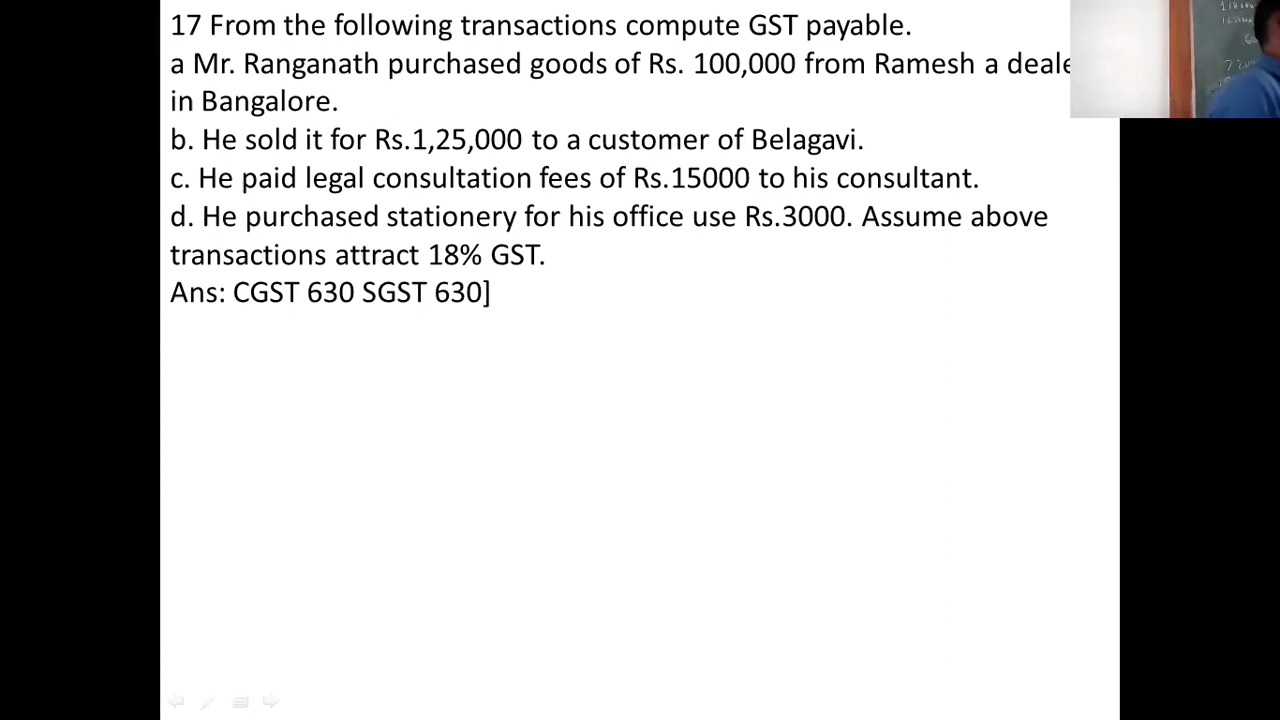 17 From the following transactions compute GST payable.
a Mr. Ranganath purchased goods of Rs. 100,000 from Ramesh a
in Bangalore.
b. He sold it for Rs.1,25,000 to a customer of Belagavi.
c. He paid legal consultation fees of Rs.15000 to his consultant.
d. He purchased stationery for his office use Rs.3000. Assume above
transactions attract 18% GST.
Ans: CGST 630 SGST 630]